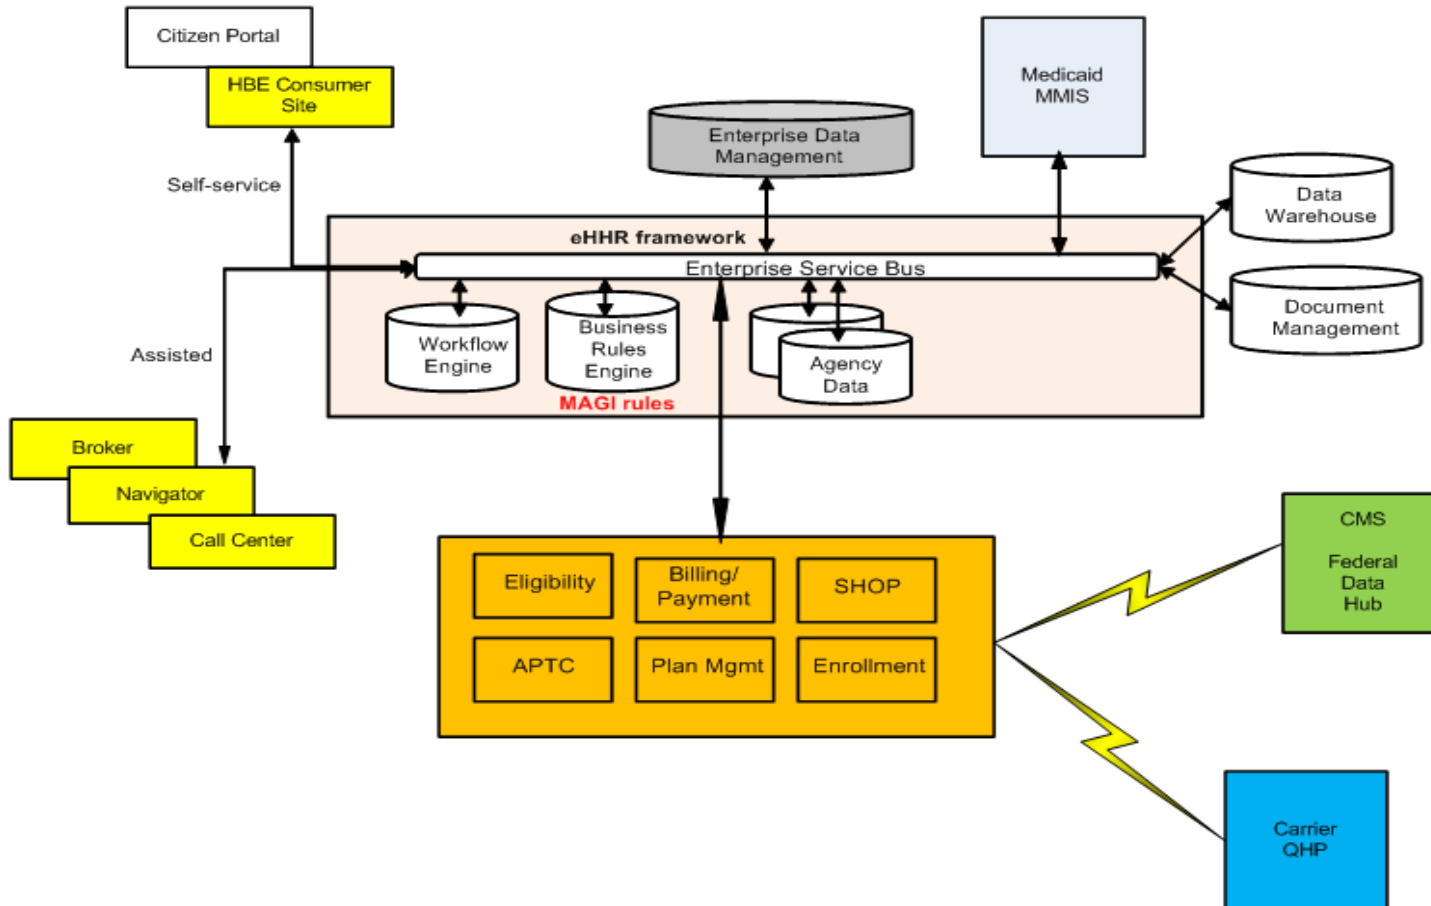 Citizen Portal
HBE Consumer
Site
Self-service
Assisted
Broker
Navigator
Call Center
Enterprise Data
Management
Medicaid
MMIS
Data
Warehouse
Document
Management
eHHR framework
Enterprise Service Bus
Workflow
Engine
Business
Rules
Engine
MAGI rules
Agency
Data
Eligibility
Billing/
Payment
SHOP
APTC
Plan Mgmt
Enrollment
CMS
Federal
Data
Hub
Carrier
QHP